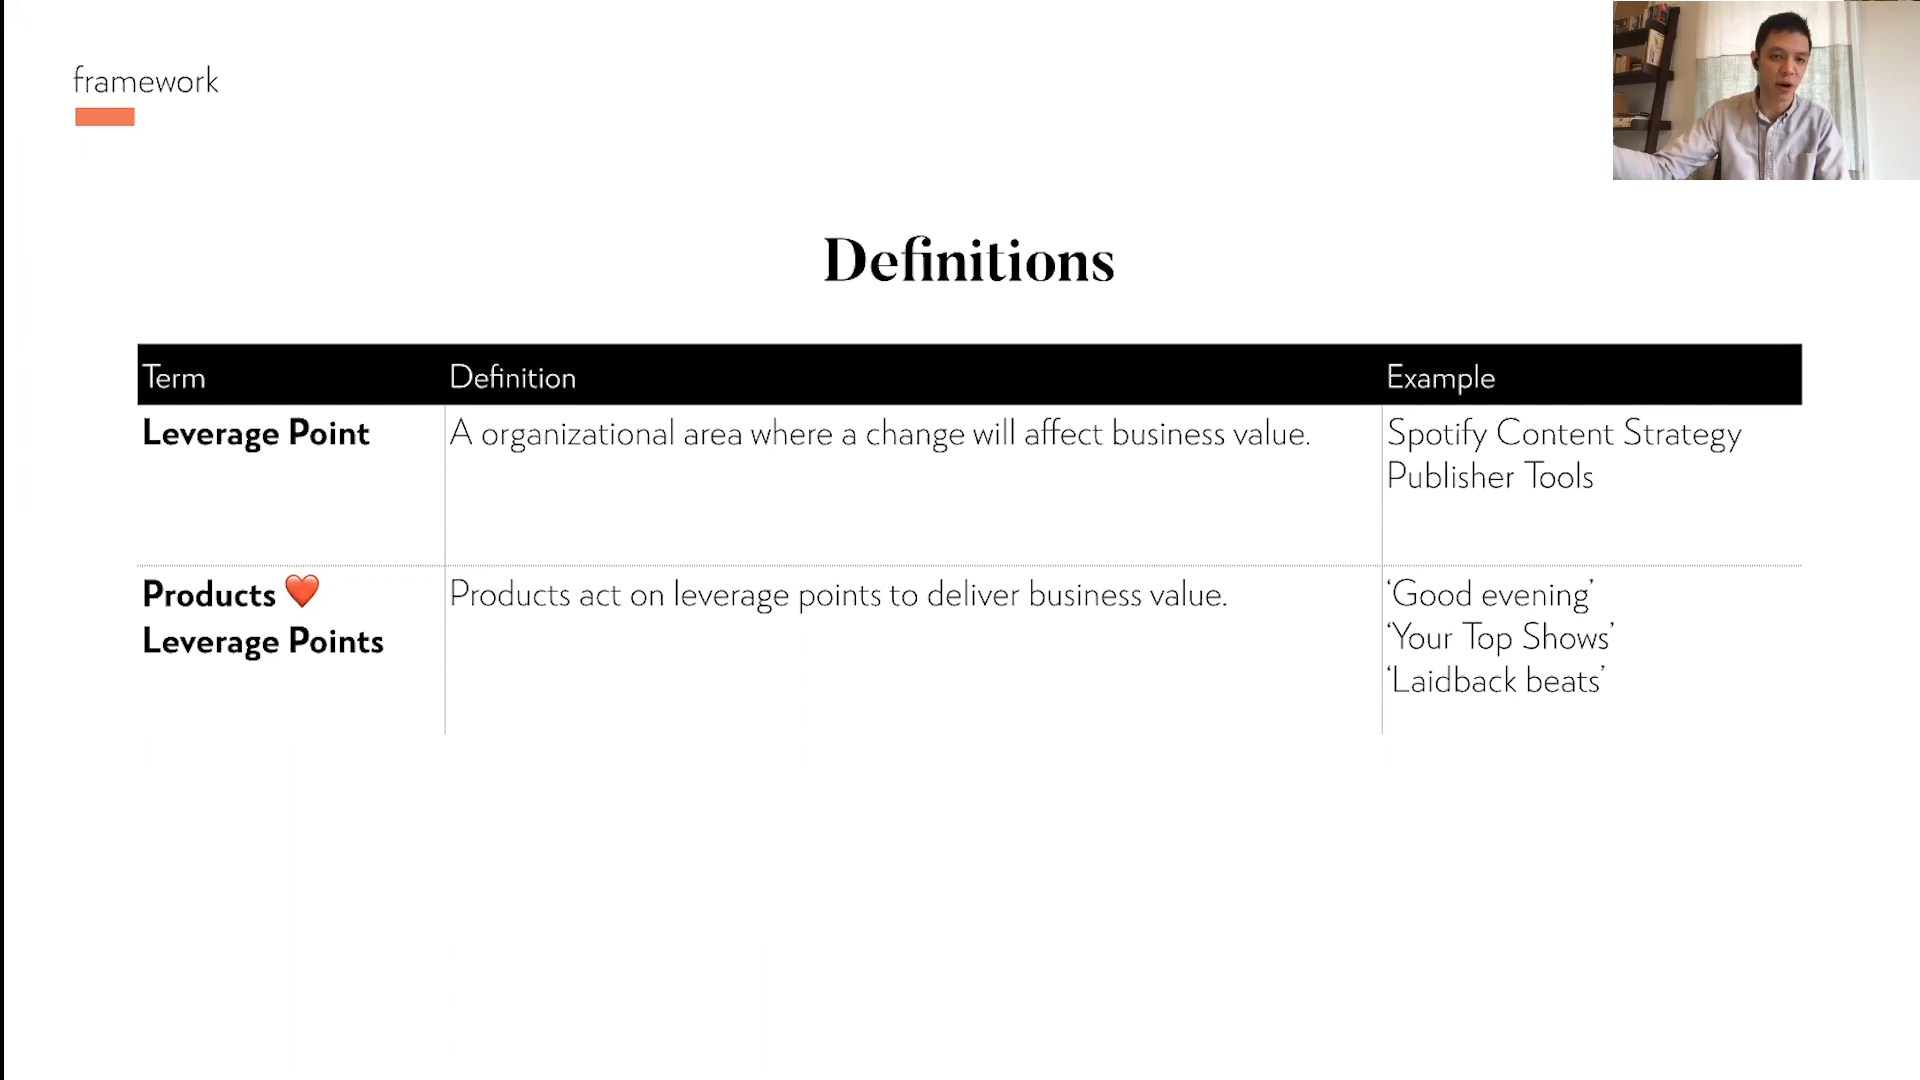 framework
Definitions
Term Definition Example
Leverage Point A organizational area where a change will affect business value. Spotify Content Strategy
Publisher Tools
Products ❤️ Products act on leverage points to deliver business value. ‘Good evening’
Leverage Points ‘Your Top Shows’
‘Laidback beats’